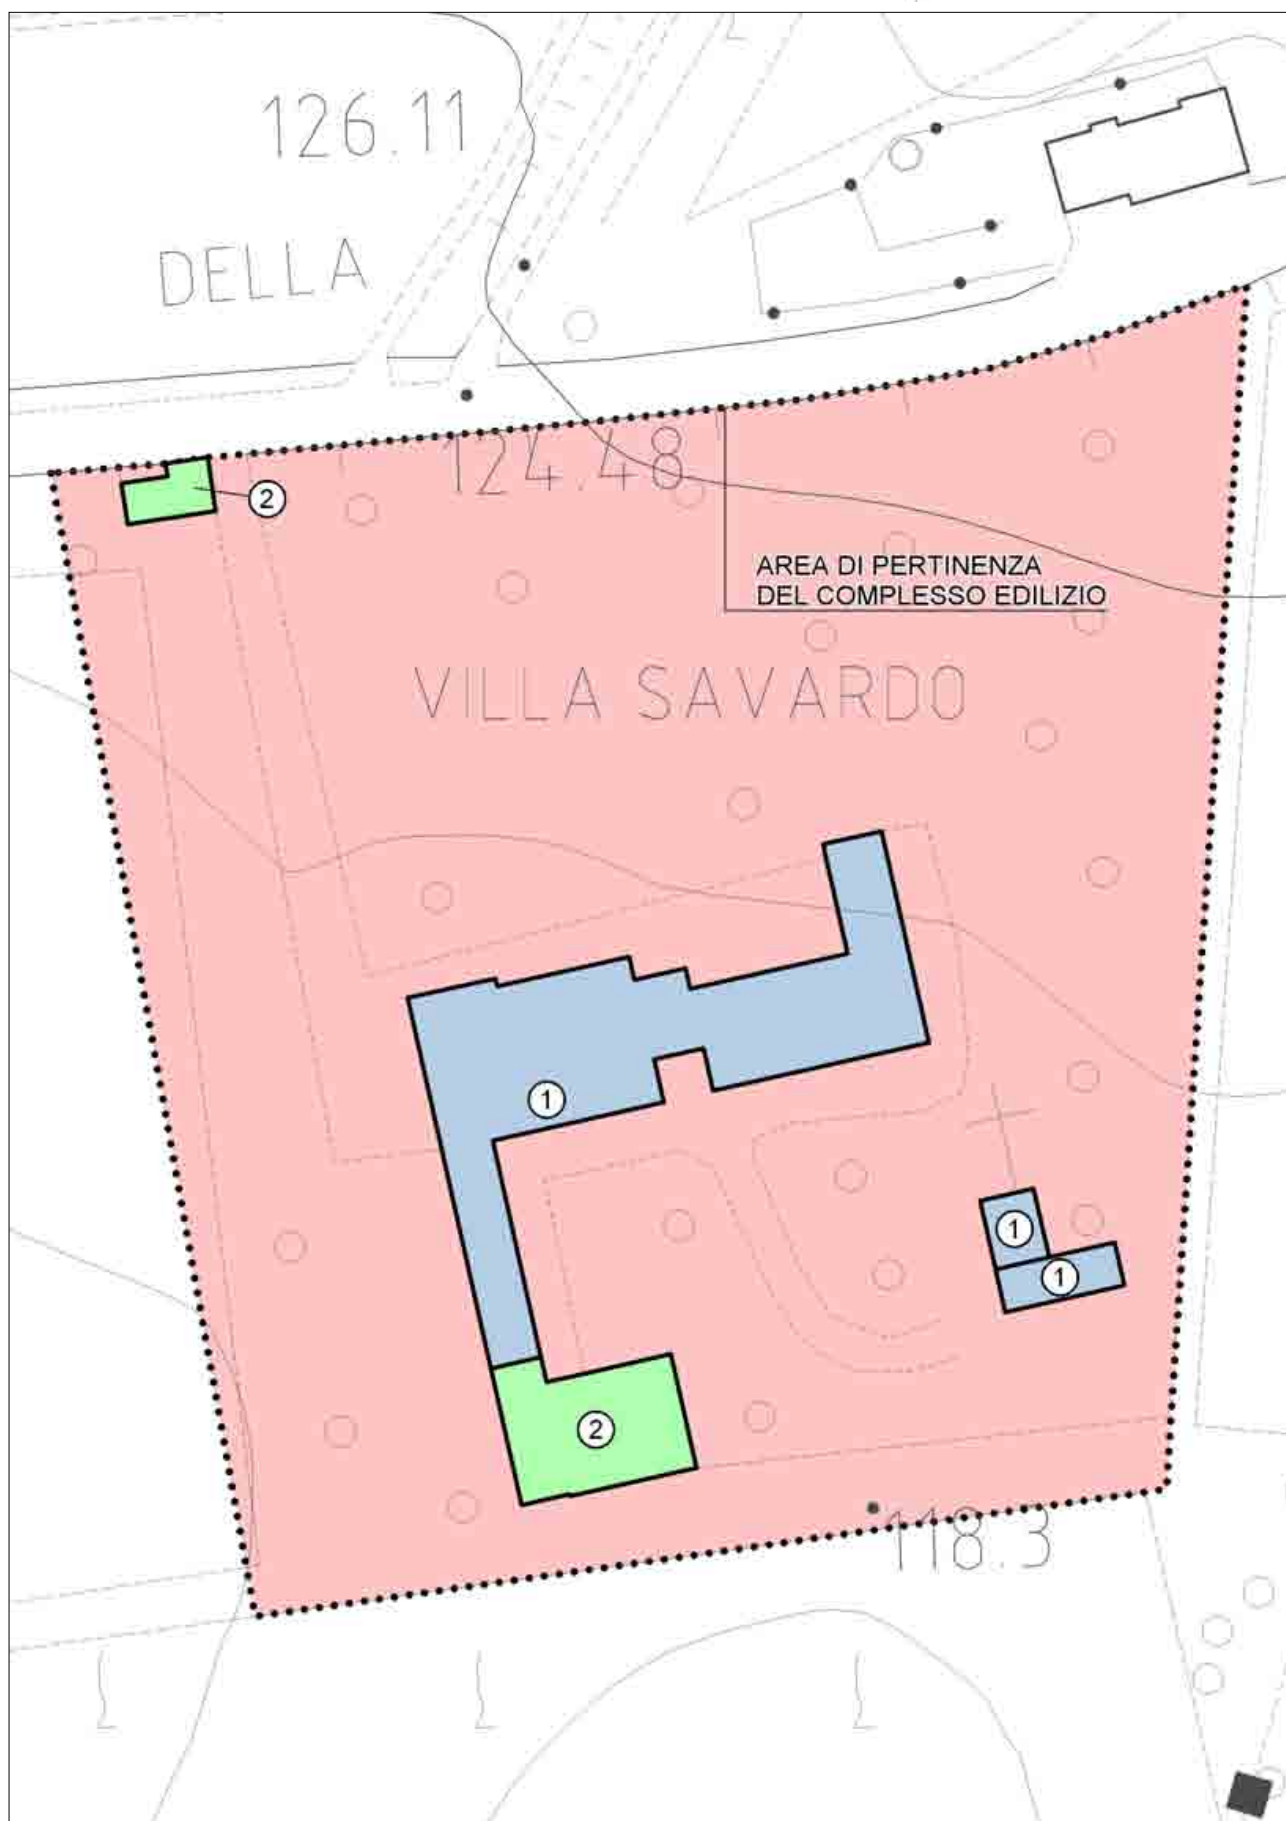 126.11
DELLA
124.48
2
AREA DI PERTINENZA
DEL COMPLESSO EDILIZIO
VILLA SAVARDO
1
1
1
2
118.3